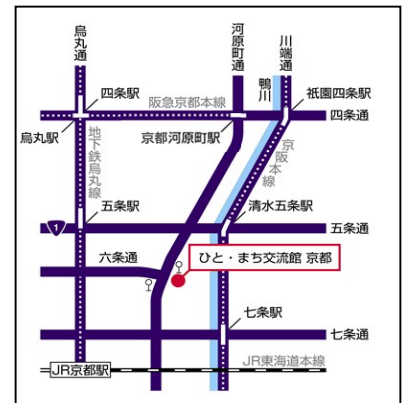 烏丸通
河原町通
川端通
鴨川
四条駅
阪急京都本線
祇園四条駅
四条通
烏丸駅
地下鉄烏丸線
京都河原町駅
京阪本線
五条駅
清水五条駅
1
五条通
六条通
ひと・まち交流館 京都
七条駅
七条通
JR東海道本線
JR京都駅